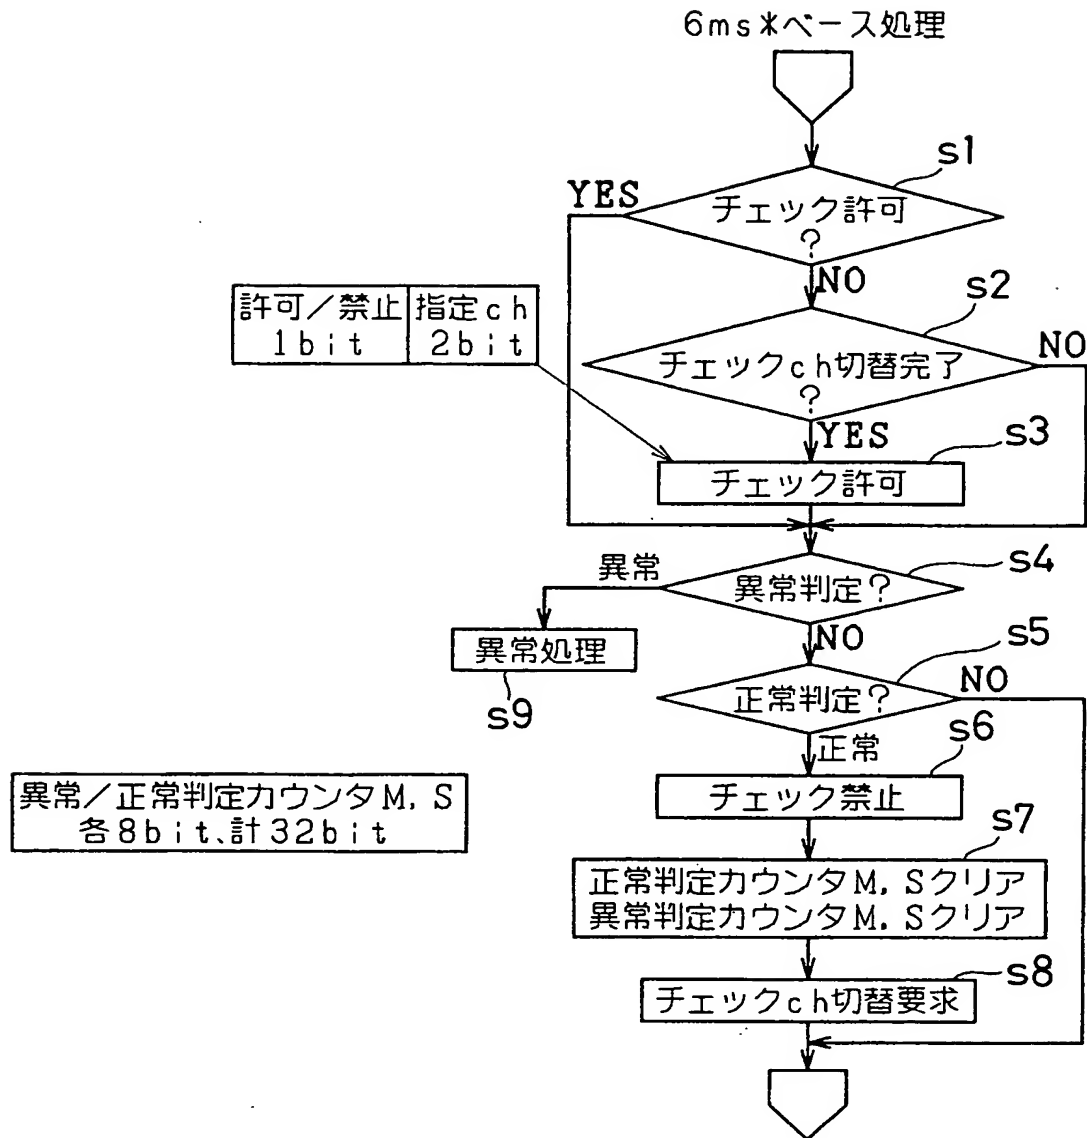 6ms*ベース処理
s1
YES
チェック許可
?
NO
許可/禁止 指定ch
1bit 2bit
s2
NO
チェックch切替完了
?
YES
s3
チェック許可
s4
異常
異常判定?
NO
s5
異常処理
s9
正常判定?
NO
正常
s6
チェック禁止
異常/正常判定カウンタM,S
各8bit、計32bit
s7
正常判定カウンタM,Sクリア
異常判定カウンタM,Sクリア
s8
チェックch切替要求